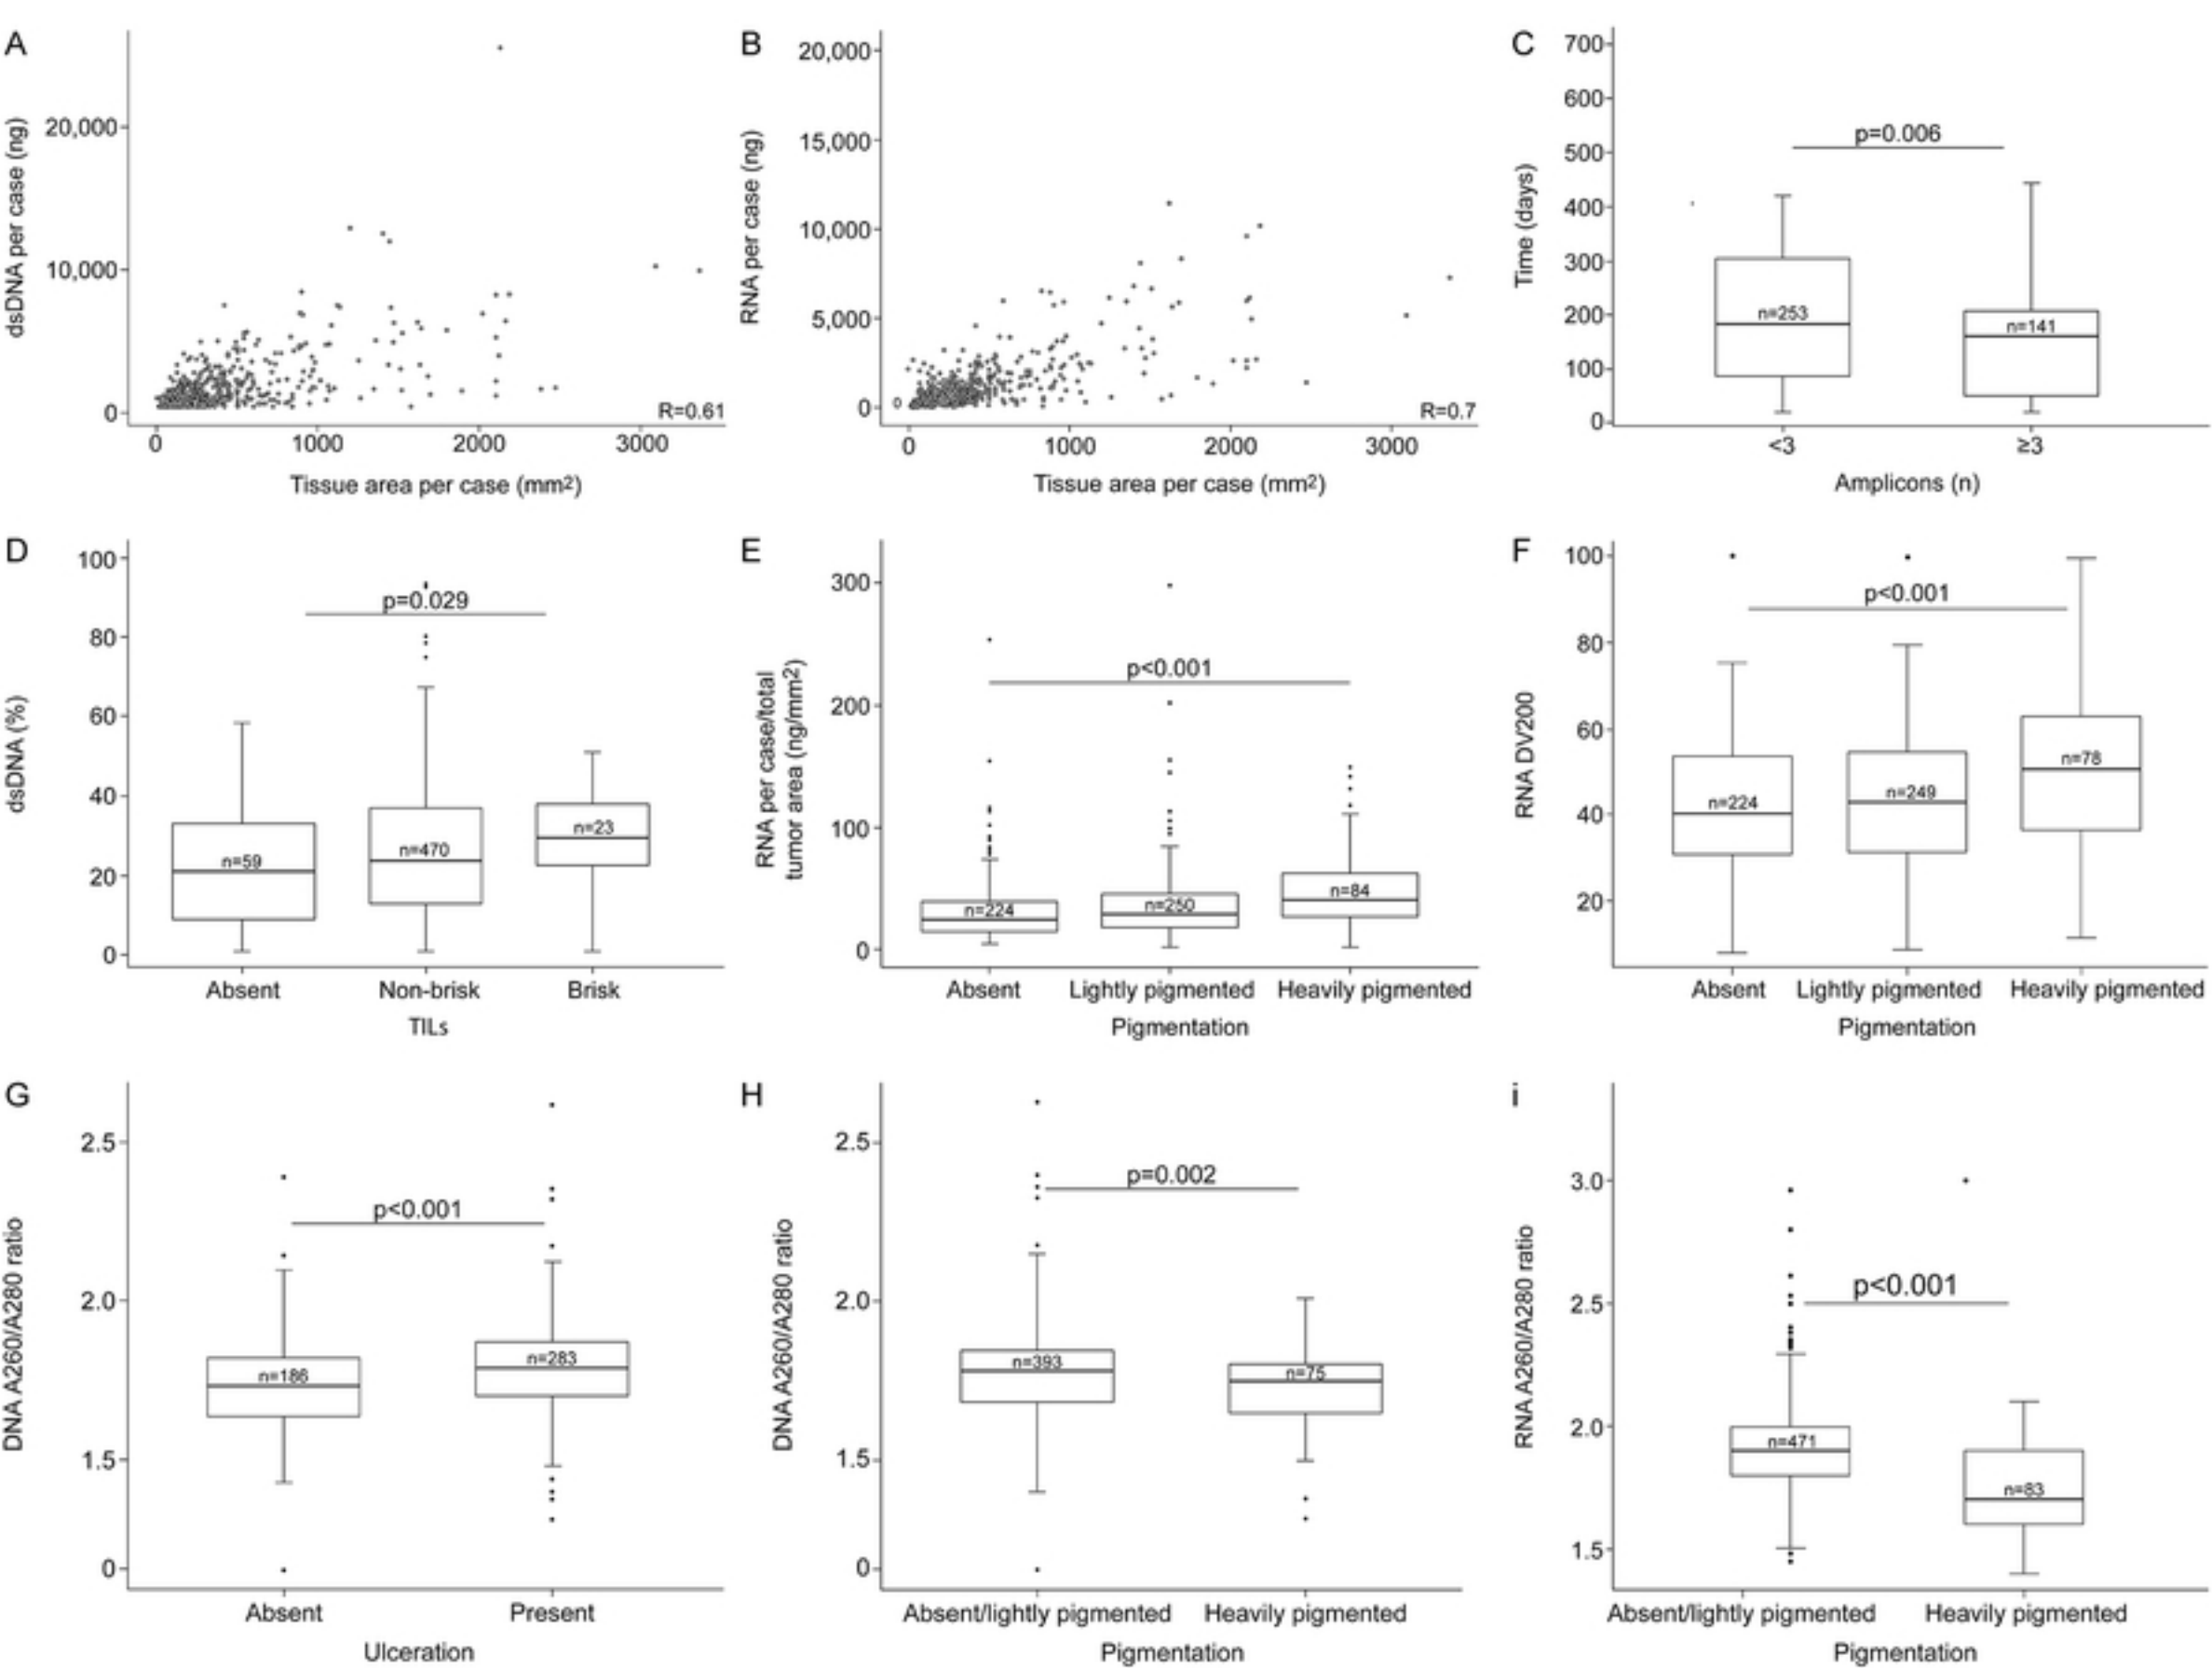 A
dsDNA per case (ng)
20,000
10,000
0
R=0.61
0 1000 2000 3000
Tissue area per case (mm2)
B
RNA per case (ng)
20,000
15,000
10,000
5,000
0
0
R=0.7
0 1000 2000 3000
Tissue area per case (mm2)
C
Time (days)
700
600
500
400
300
200
100
0
p=0.006
n=253
n=141
<3 ≥3
Amplicons (n)
D
dsDNA (%)
100
80
60
40
20
0
p=0.029
n=59
n=470
n=23
Absent Non-brisk Brisk
TILs
E
RNA per case/total
tumor area (ng/mm2)
300
200
100
0
p<0.001
n=224
n=250
n=84
Absent Lightly pigmented Heavily pigmented
Pigmentation
F
RNA DV200
100
80
60
40
20
p<0.001
n=224
n=249
n=78
Absent Lightly pigmented Heavily pigmented
Pigmentation
G
DNA A260/A280 ratio
2.5
2.0
1.5
0
p<0.001
n=186
n=283
Absent Present
Ulceration
H
DNA A260/A280 ratio
2.5
2.0
1.5
0
p=0.002
n=393
n=75
Absent/lightly pigmented Heavily pigmented
Pigmentation
i
RNA A260/A280 ratio
3.0
2.5
2.0
1.5
p<0.001
n=471
n=83
Absent/lightly pigmented Heavily pigmented
Pigmentation